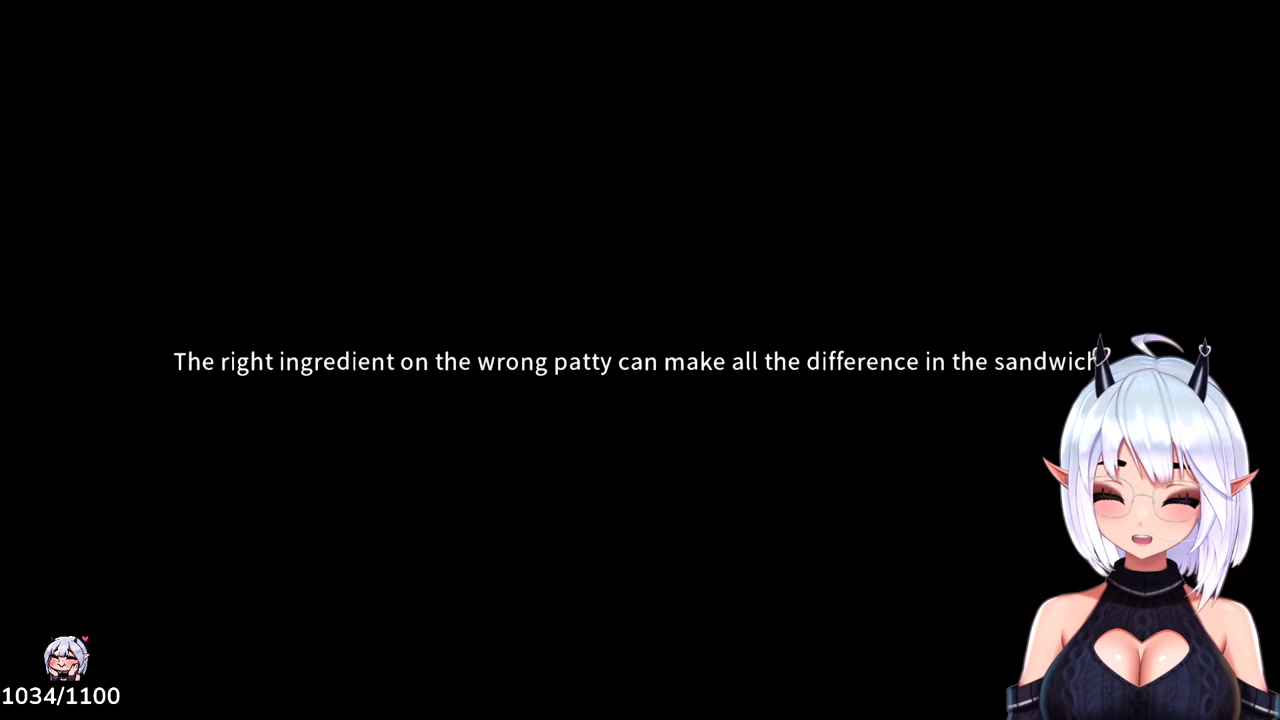 The right ingredient on the wrong patty can make all the difference in the sandwich
1034/1100